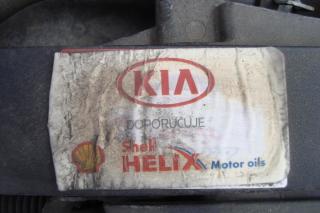 KIA
DOPORUČUJE
Shell
HELIX Motor oils